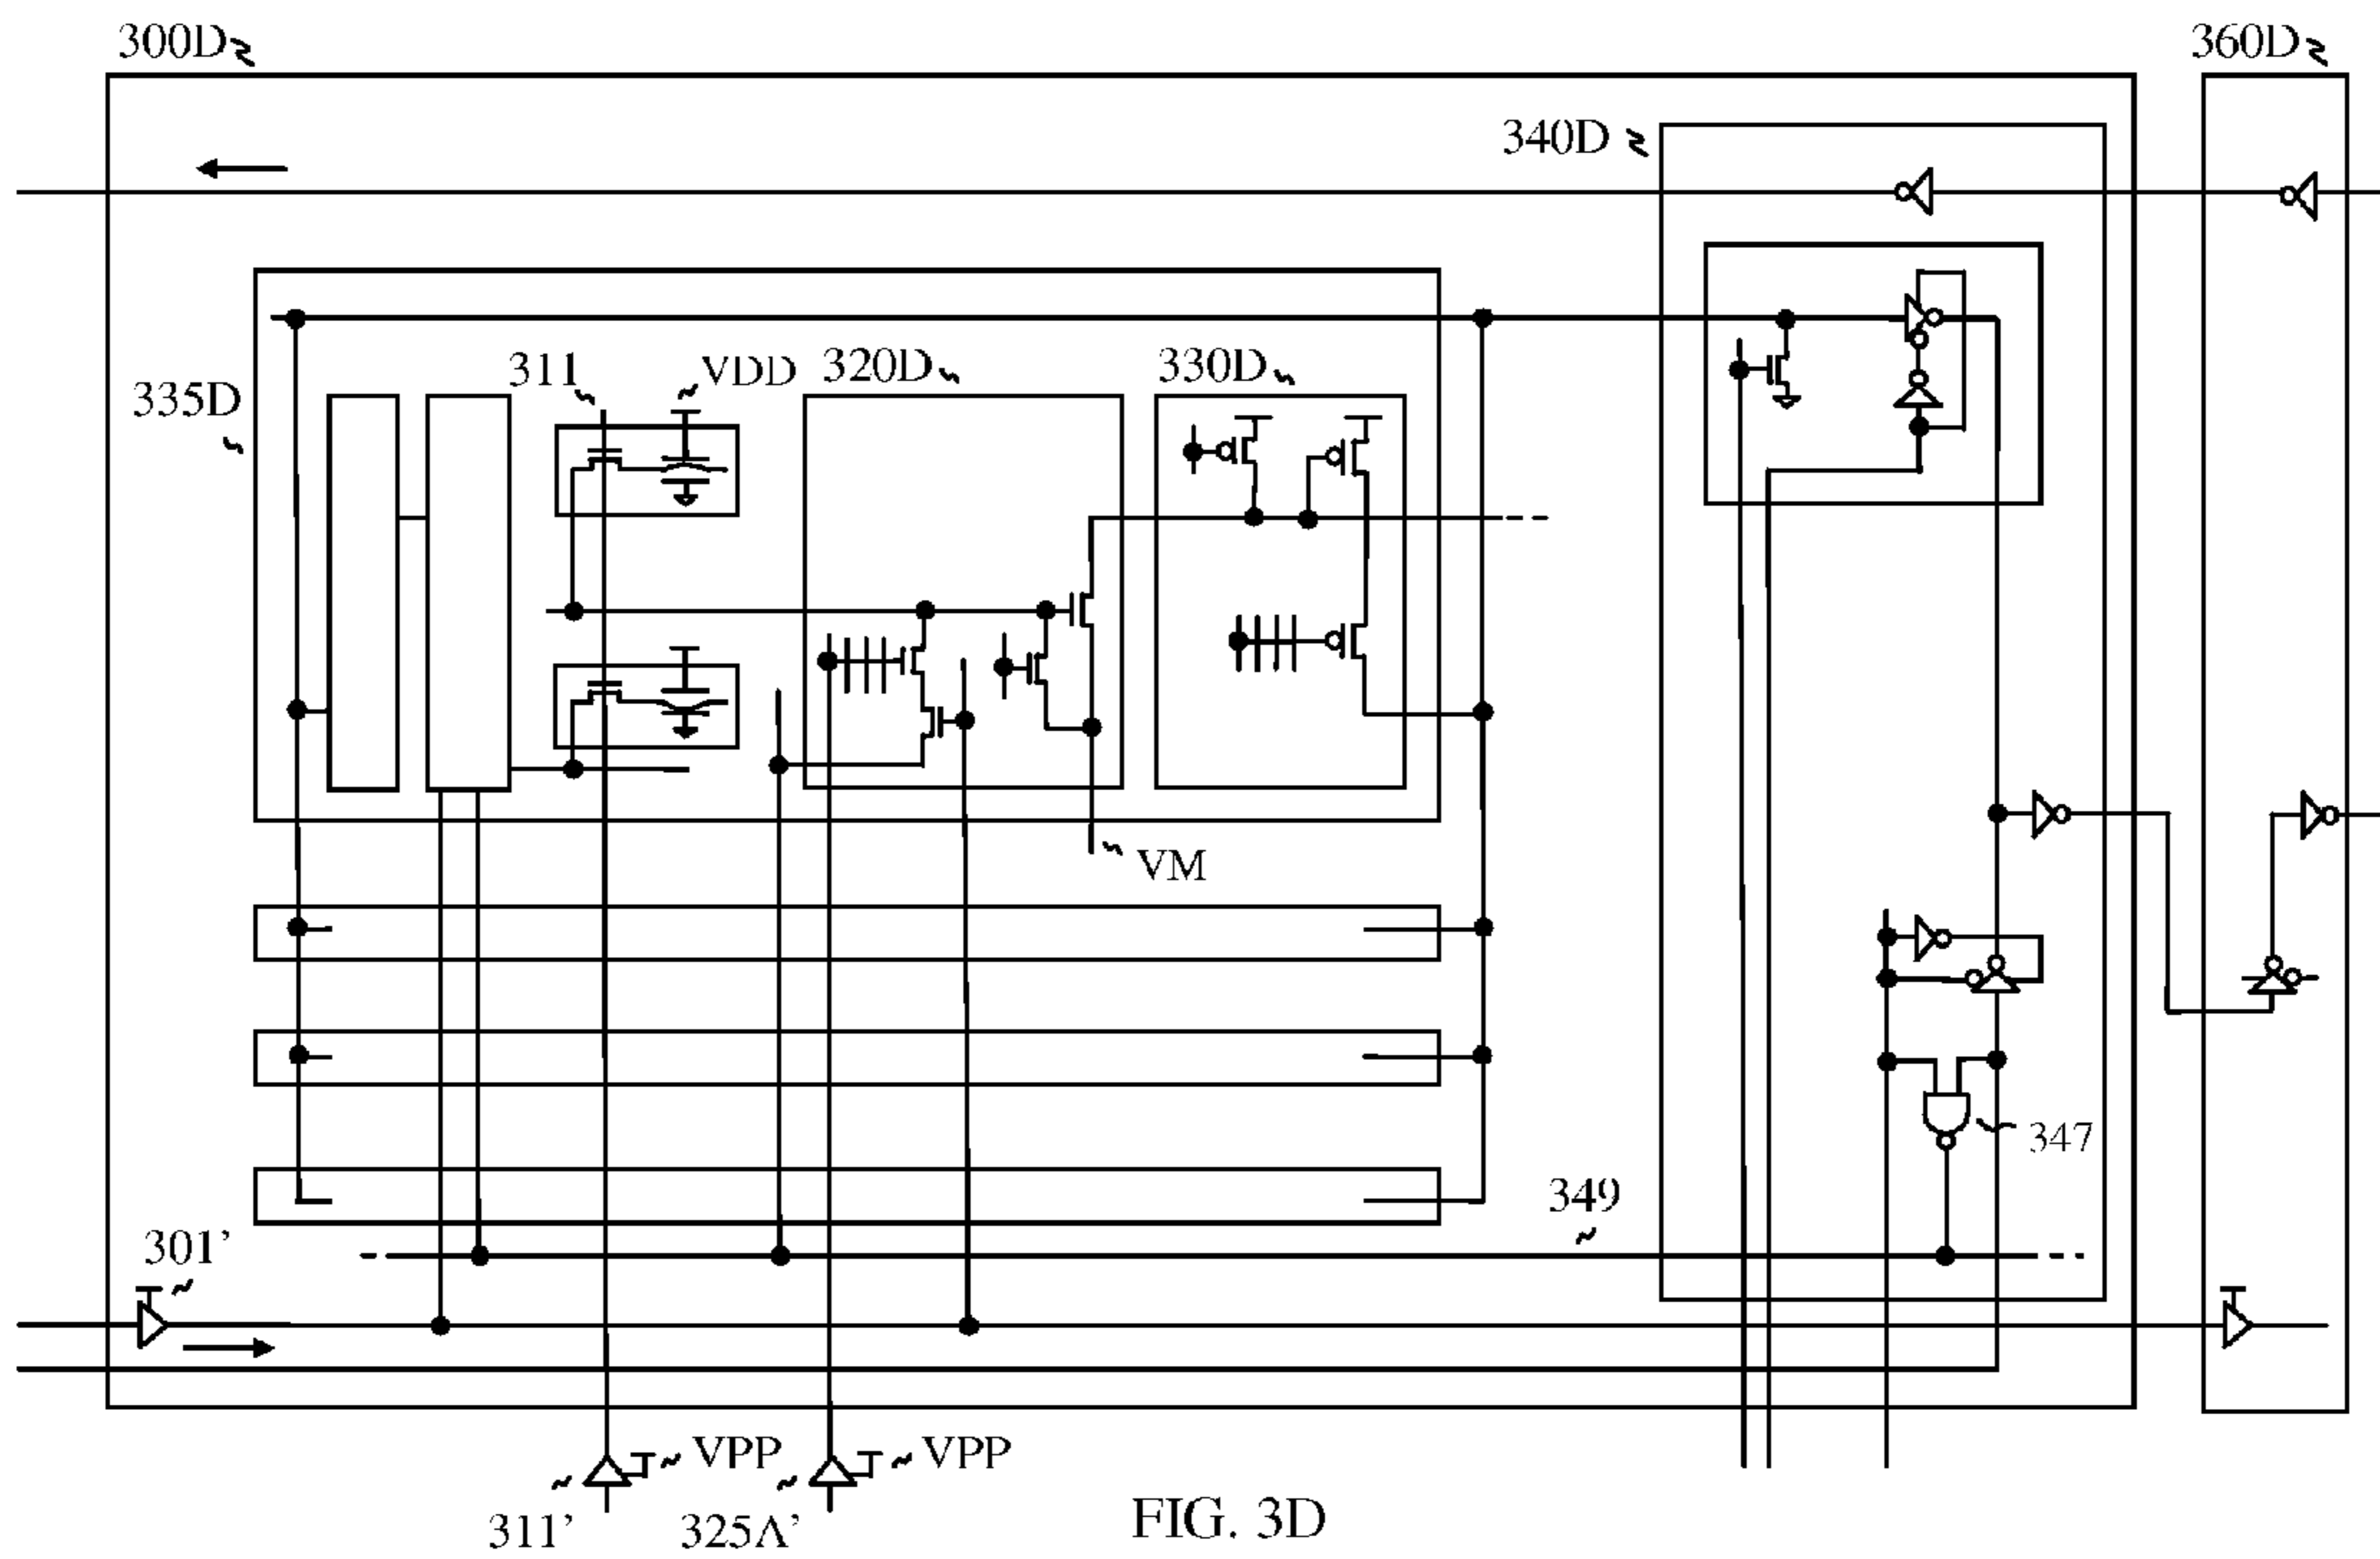 300D
360D
340D
311
VDD
320D
330D
335D
VM
347
349
301’
VPP
VPP
311’
325A’
FIG. 3D